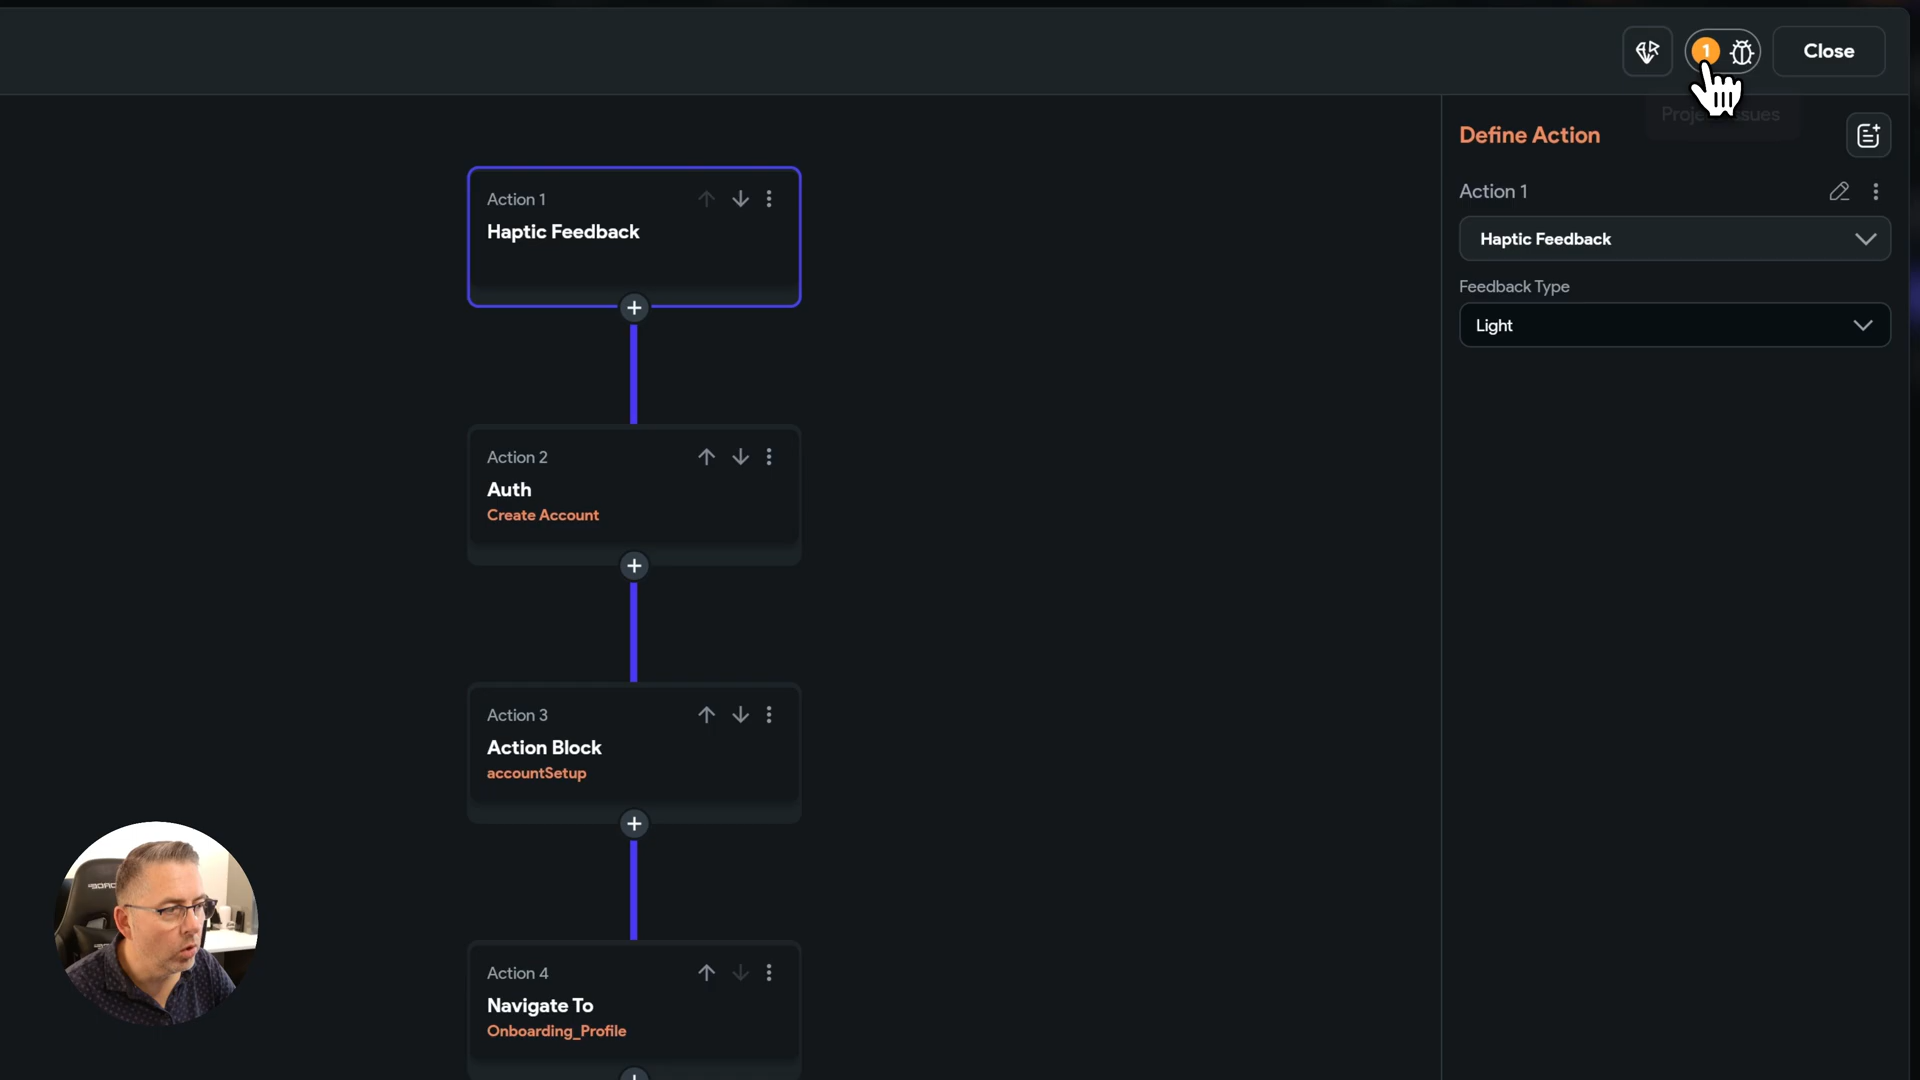 1
Close
Define Action
Action 1
Haptic Feedback
Feedback Type
Light
Action 1
Haptic Feedback
Action 2
Auth
Create Account
Action 3
Action Block
accountSetup
Action 4
Navigate To
Onboarding_Profile